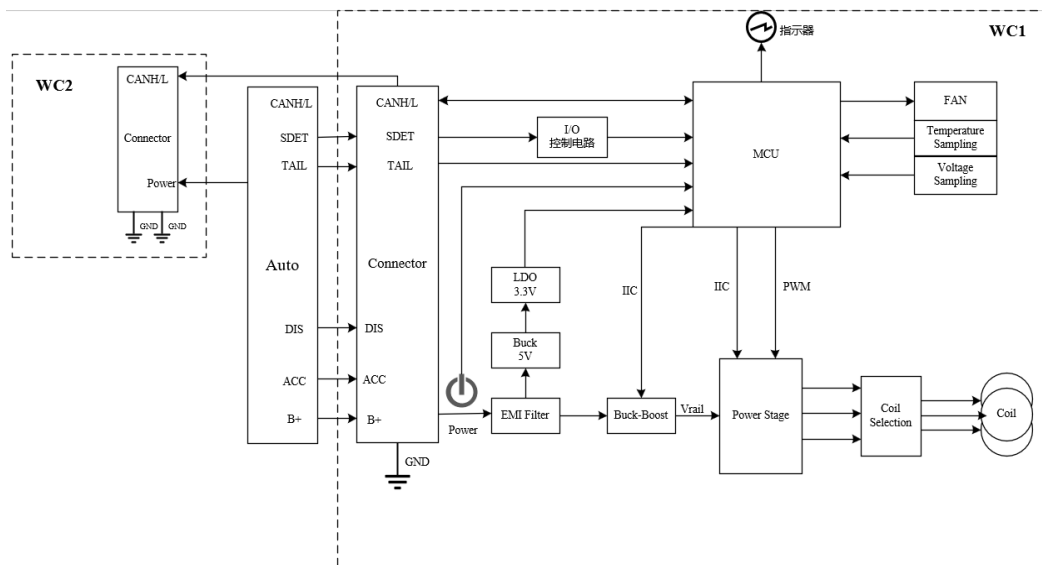 WC1
指示器
WC2
CANH/L
Connector
Power
GND
GND
CANH/L
SDET
TAIL
Auto
DIS
ACC
B+
CANH/L
SDET
TAIL
Connector
DIS
ACC
B+
GND
I/O
控制电路
MCU
FAN
Temperature
Sampling
Voltage
Sampling
LDO
3.3V
Buck
5V
Power
EMI Filter
IIC
IIC
PWM
Buck-Boost
Vrail
Power Stage
Coil
Selection
Coil